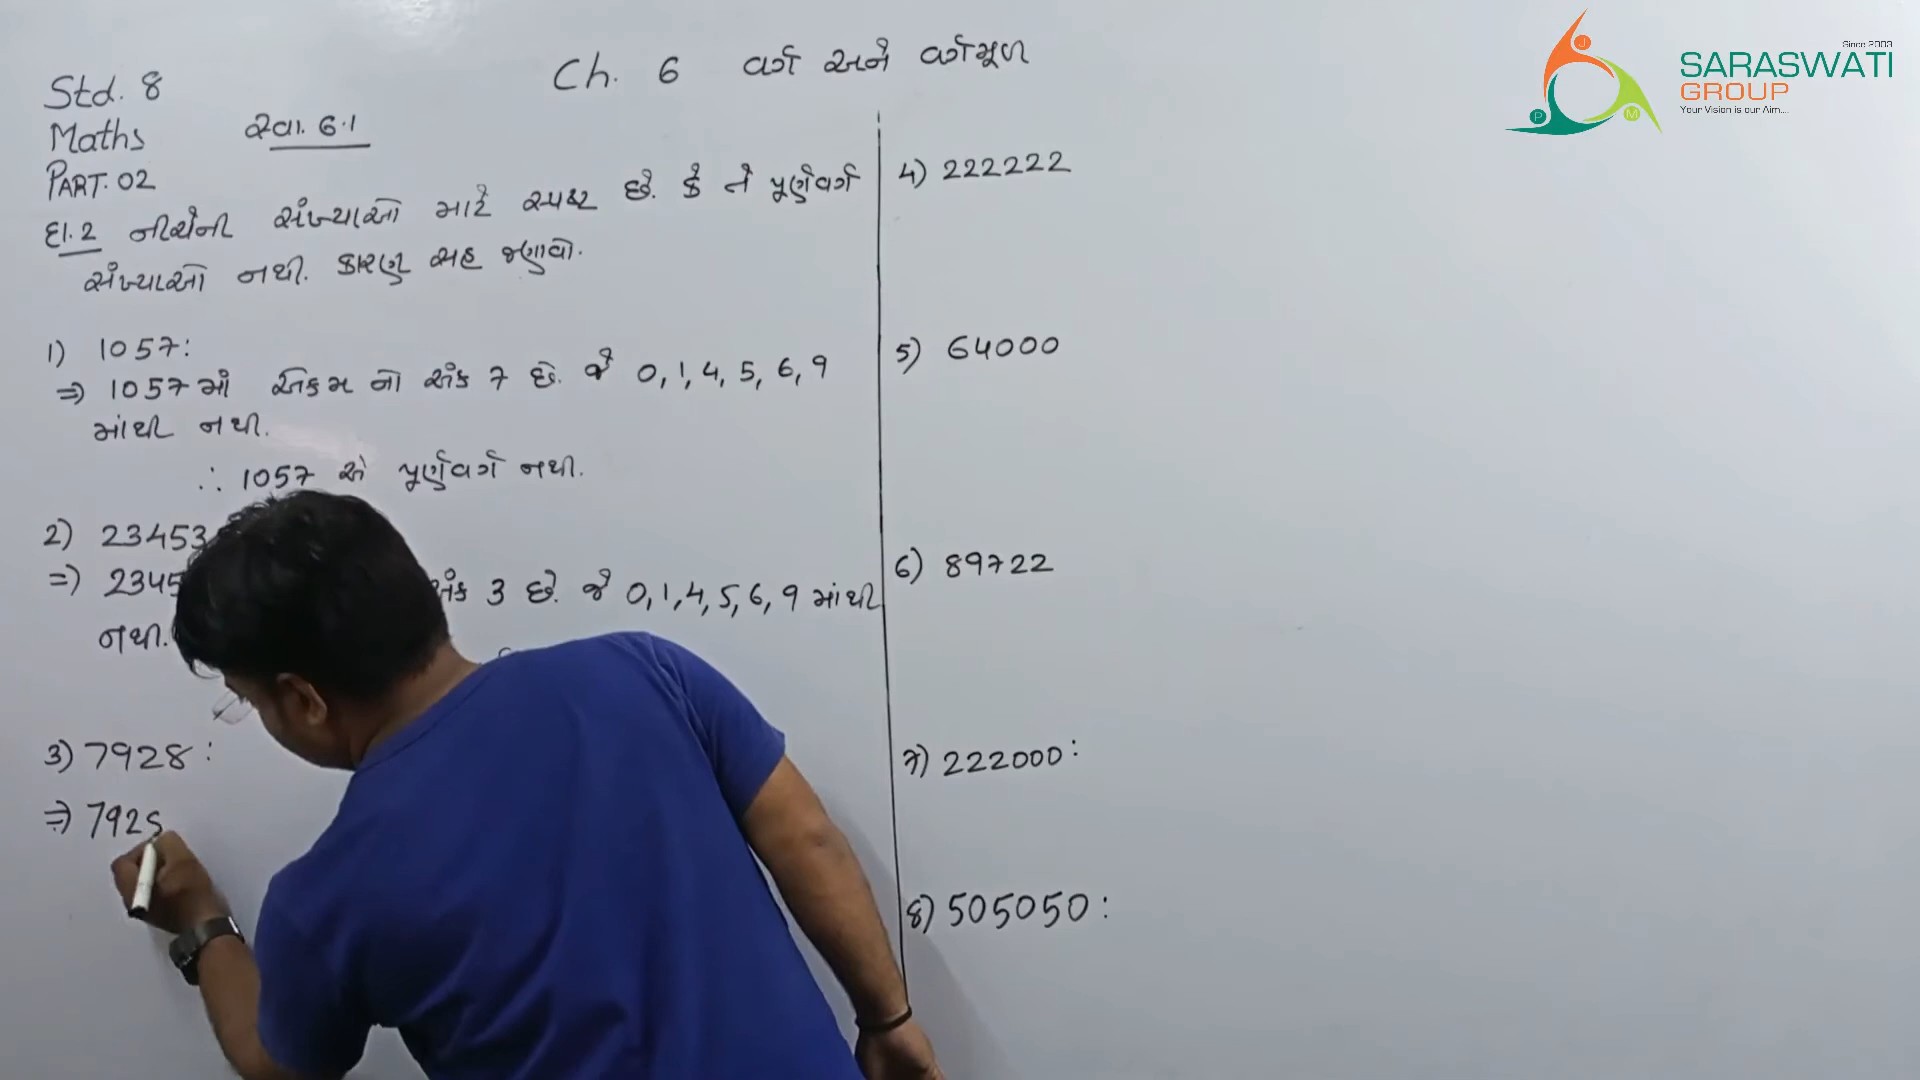 Std. 8
Maths
PART. 02
Ch. 6 વર્ગ અને વર્ગમૂળ
સ્વા. 6.1
દા. 2 નીચેની સંખ્યાઓ માટે સ્પષ્ટ છે. કે તે પૂર્ણવર્ગ
સંખ્યાઓ નથી. કારણ સહ જણાવો.
1) 1057:
⇒ 1057 માં એકમ નો અંક 7 છે. જે 0, 1, 4, 5, 6, 9
માંથી નથી.
∴ 1057 એ પૂર્ણવર્ગ નથી.
2) 23453
⇒ 2345 અંક 3 છે. જે 0, 1, 4, 5, 6, 9 માંથી
નથી.
3) 7928:
⇒ 792
4) 222222
5) 64000
6) 89722
7) 222000:
8) 505050:
Since 2003
SARASWATI
GROUP
Your Vision is our Aim....
J
P
M